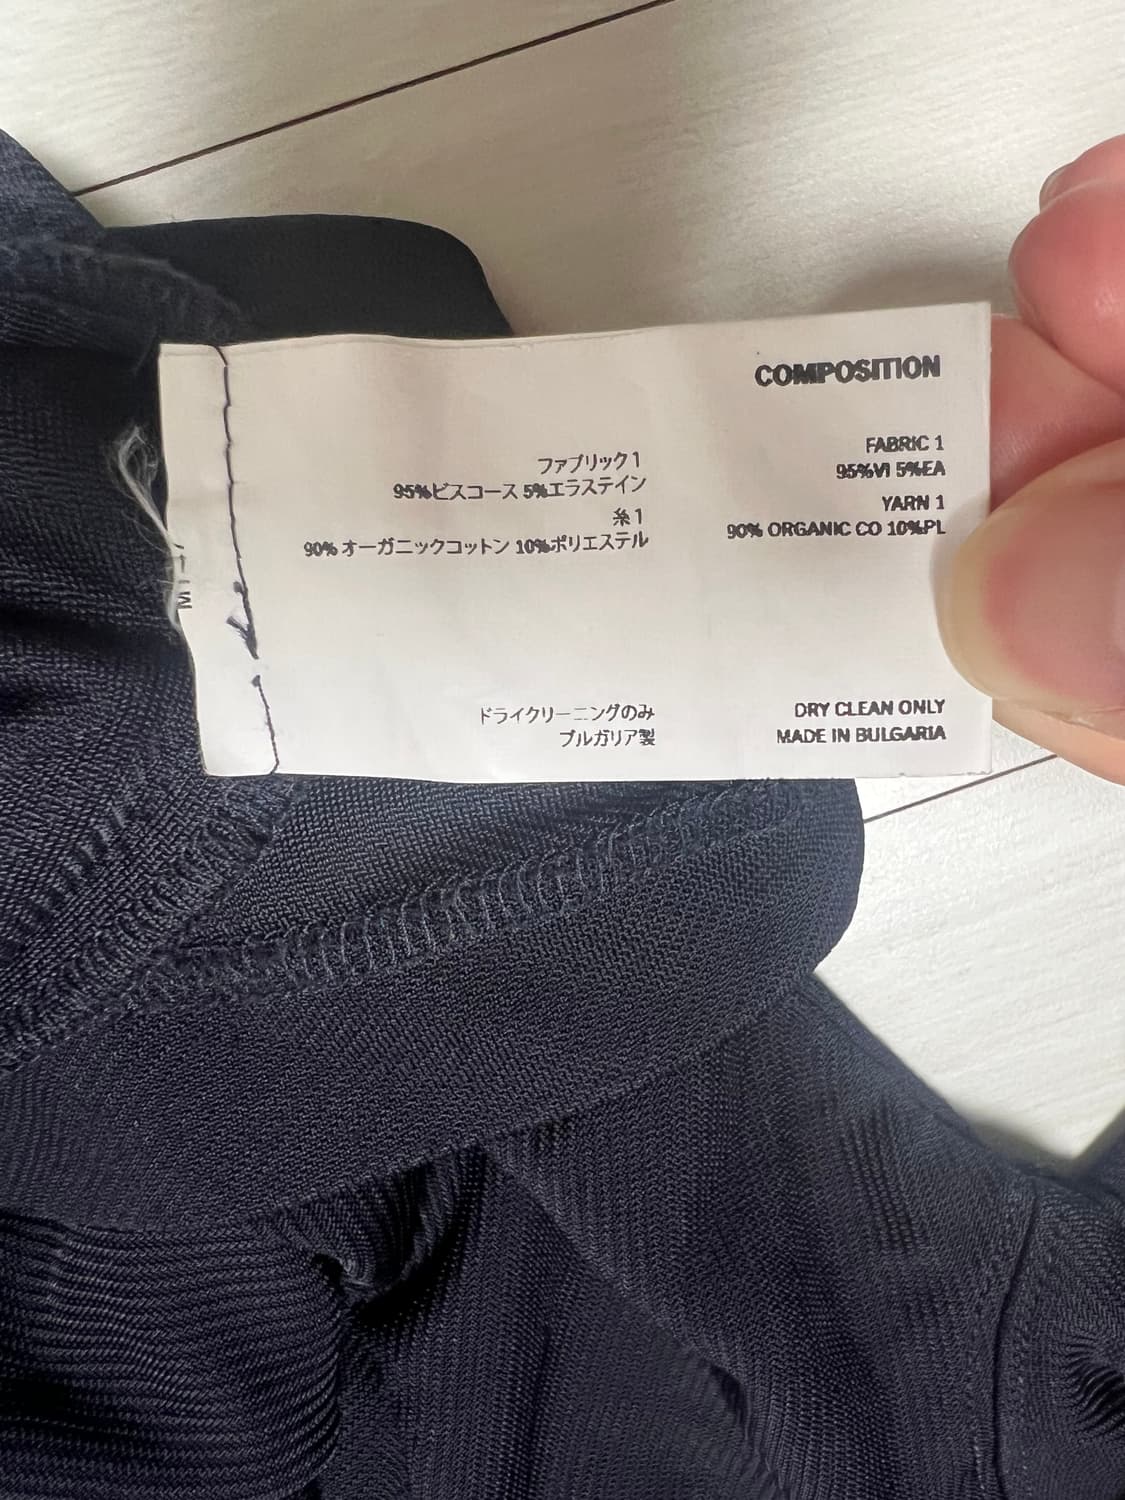 COMPOSITION
ファブリック1
95%ビスコース 5%エラステイン
糸1
90% オーガニックコットン 10%ポリエステル
FABRIC 1
95%VI 5%EA
YARN 1
90% ORGANIC CO 10%PL
ドライクリーニングのみ
ブルガリア製
DRY CLEAN ONLY
MADE IN BULGARIA